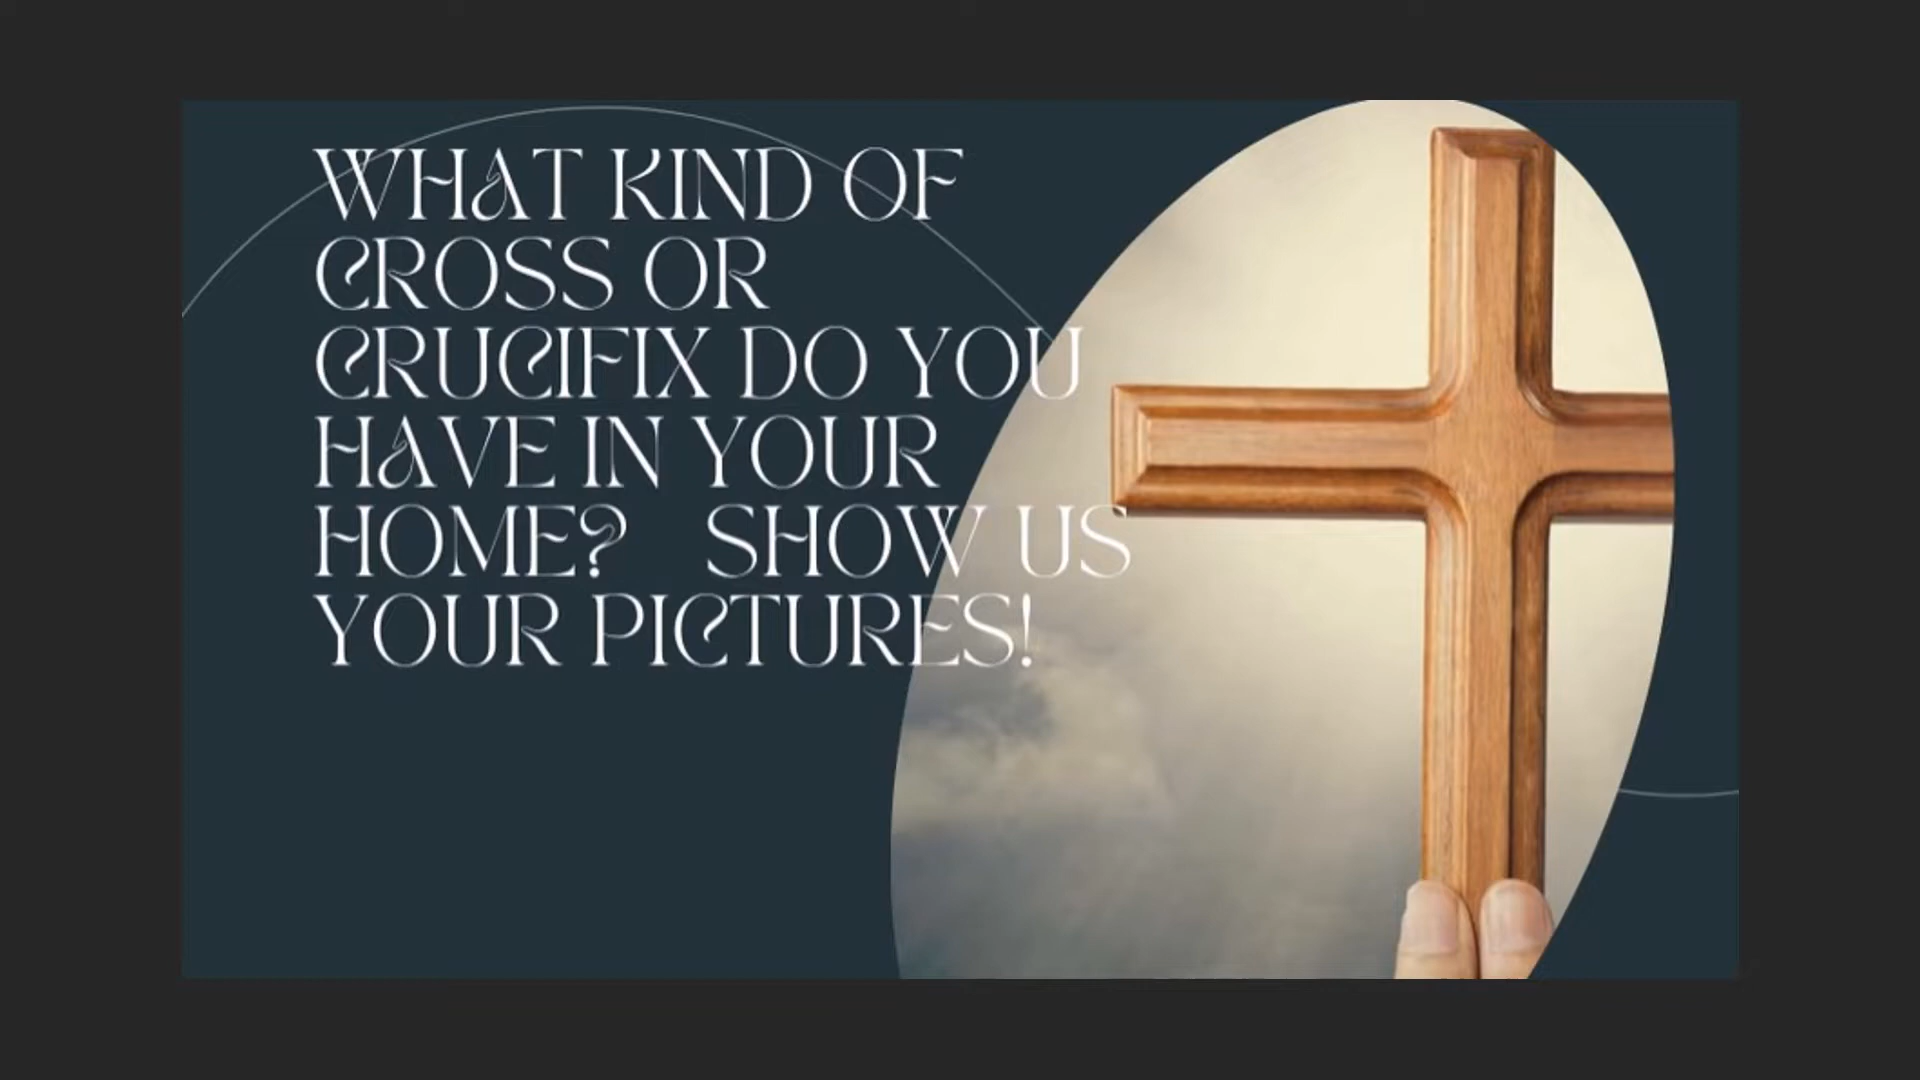 WHAT KIND OF
CROSS OR
CRUCIFIX DO YOU
HAVE IN YOUR
HOME? SHOW US
YOUR PICTURES!